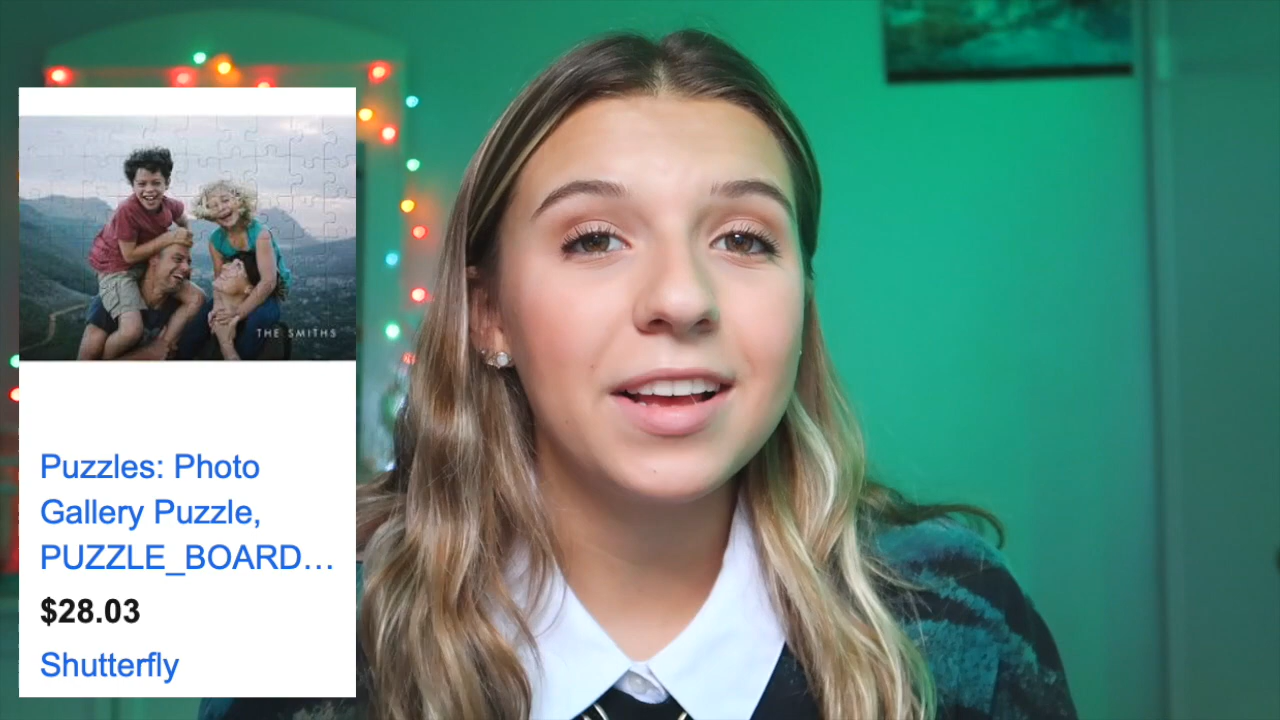 THE SMITHS
Puzzles: Photo
Gallery Puzzle,
PUZZLE_BOARD...
$28.03
Shutterfly